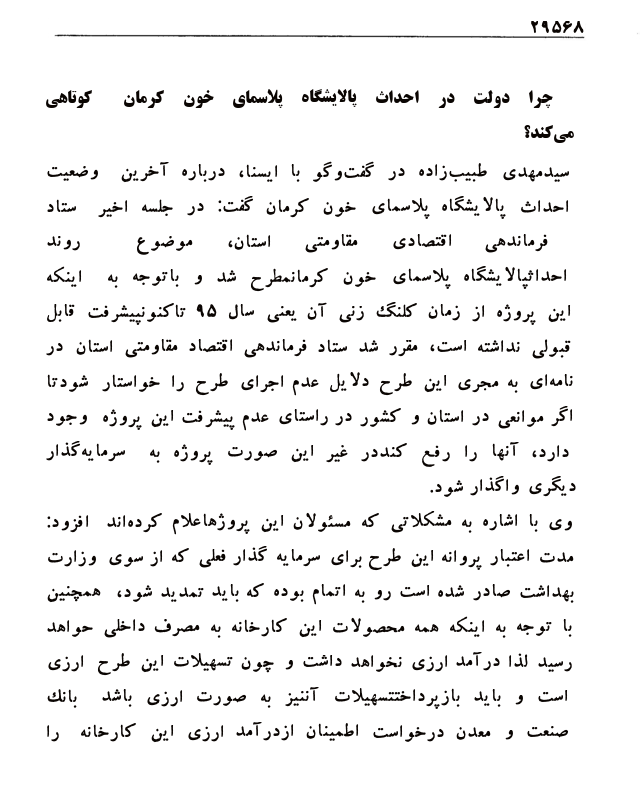 ۲۹۵۶۸
چرا دولت در احداث پالایشگاه پلاسمای خون کرمان کوتاهی
می‌کند؟
سیدمهدی طبیب‌زاده در گفت‌وگو با ایسنا، درباره آخرین وضعیت
احداث پالایشگاه پلاسمای خون کرمان گفت: در جلسه اخیر ستاد
فرماندهی اقتصادی مقاومتی استان، موضوع روند
احداثپالایشگاه پلاسمای خون کرمانمطرح شد و باتوجه به اینکه
این پروژه از زمان کلنگ زنی آن یعنی سال ۹۵ تاکنونپیشرفت قابل
قبولی نداشته است، مقرر شد ستاد فرماندهی اقتصاد مقاومتی استان در
نامه‌ای به مجری این طرح دلایل عدم اجرای طرح را خواستار شودتا
اگر موانعی در استان و کشور در راستای عدم پیشرفت این پروژه وجود
دارد، آنها را رفع کنددر غیر این صورت پروژه به سرمایه‌گذار
دیگری واگذار شود.
وی با اشاره به مشکلاتی که مسئولان این پروژهاعلام کرده‌اند افزود:
مدت اعتبار پروانه این طرح برای سرمایه گذار فعلی که از سوی وزارت
بهداشت صادر شده است رو به اتمام بوده که باید تمدید شود، همچنین
با توجه به اینکه همه محصولات این کارخانه به مصرف داخلی خواهد
رسید لذا درآمد ارزی نخواهد داشت و چون تسهیلات این طرح ارزی
است و باید بازپرداختتسهیلات آننیز به صورت ارزی باشد بانک
صنعت و معدن درخواست اطمینان ازدرآمد ارزی این کارخانه را